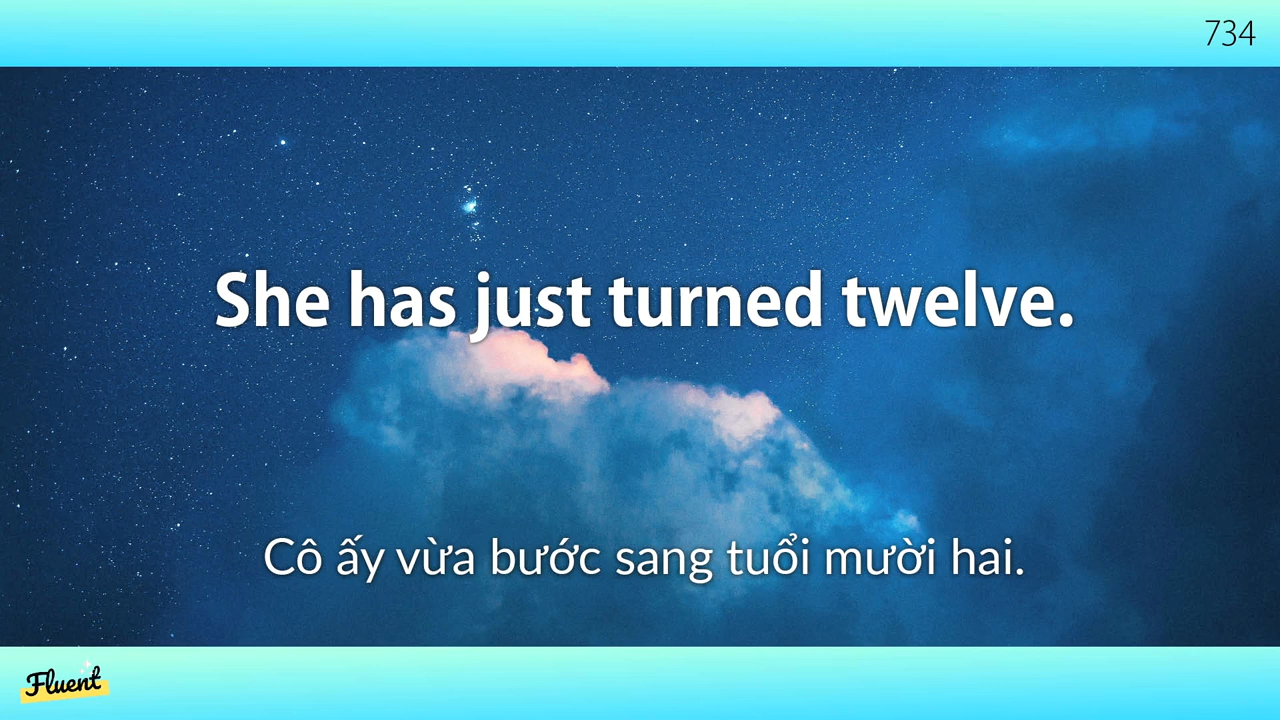 734
She has just turned twelve.
Cô ấy vừa bước sang tuổi mười hai.
Fluent